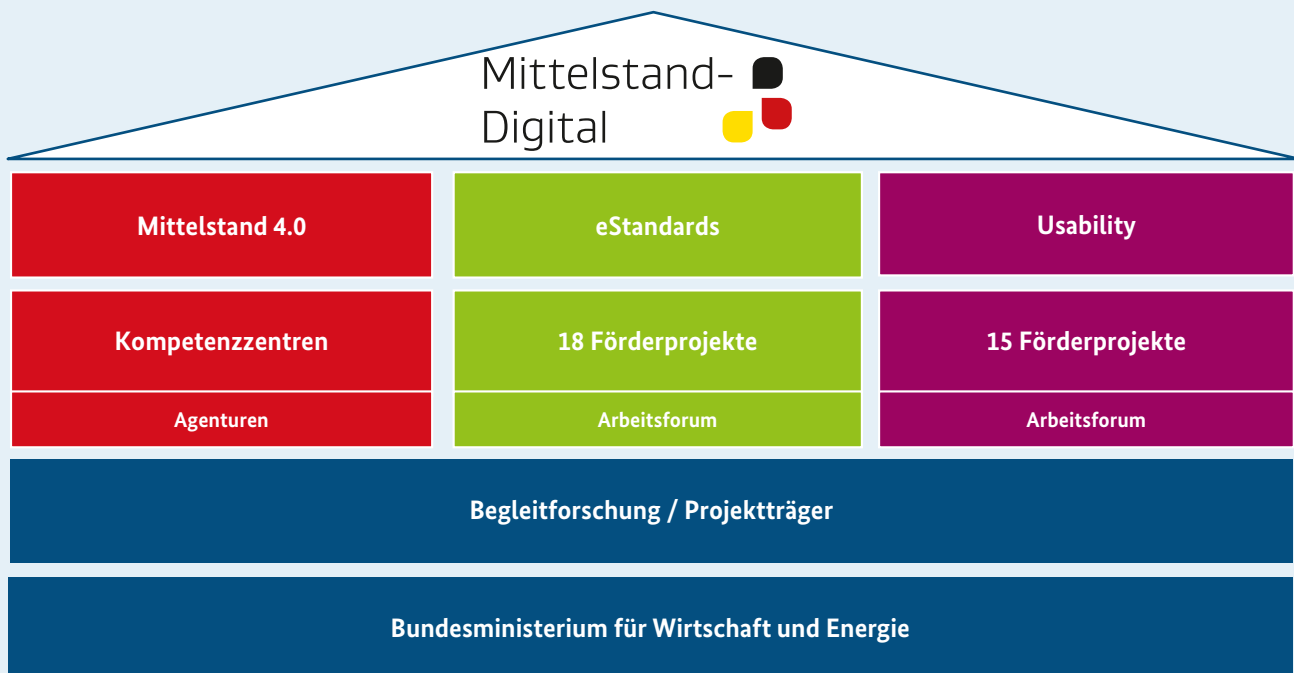 Mittelstand-
Digital
Mittelstand 4.0
eStandards
Usability
Kompetenzzentren
18 Förderprojekte
15 Förderprojekte
Agenturen
Arbeitsforum
Arbeitsforum
Begleitforschung / Projektträger
Bundesministerium für Wirtschaft und Energie